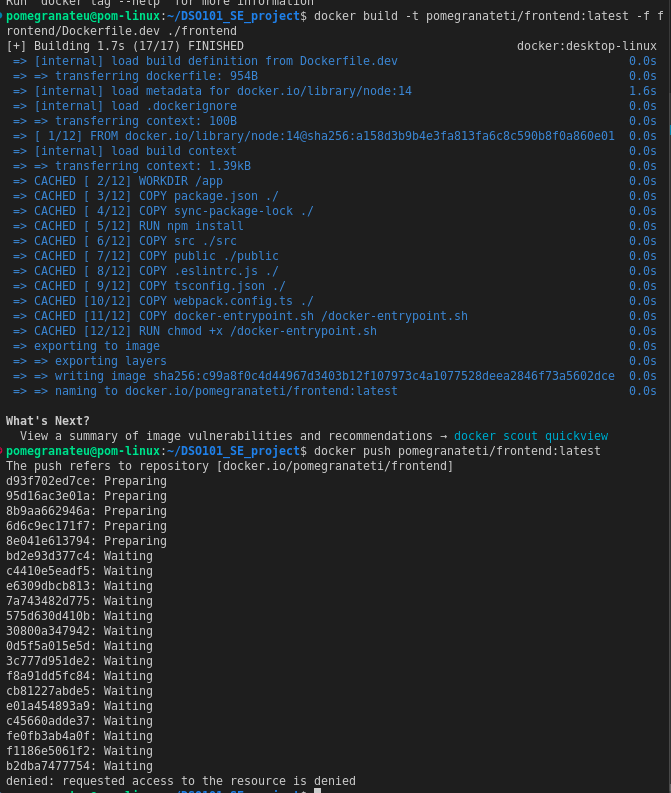 Run 'docker tag --help' for more information
pomegranateu@pom-linux:~/DSO101_SE_project$ docker build -t pomegranateti/frontend:latest -f f
rontend/Dockerfile.dev ./frontend
[+] Building 1.7s (17/17) FINISHED docker:desktop-linux
=> [internal] load build definition from Dockerfile.dev 0.0s
=> => transferring dockerfile: 954B 0.0s
=> [internal] load metadata for docker.io/library/node:14 1.6s
=> [internal] load .dockerignore 0.0s
=> => transferring context: 100B 0.0s
=> [ 1/12] FROM docker.io/library/node:14@sha256:a158d3b9b4e3fa813fa6c8c590b8f0a860e01 0.0s
=> [internal] load build context 0.0s
=> => transferring context: 1.39kB 0.0s
=> CACHED [ 2/12] WORKDIR /app 0.0s
=> CACHED [ 3/12] COPY package.json ./ 0.0s
=> CACHED [ 4/12] COPY sync-package-lock ./ 0.0s
=> CACHED [ 5/12] RUN npm install 0.0s
=> CACHED [ 6/12] COPY src ./src 0.0s
=> CACHED [ 7/12] COPY public ./public 0.0s
=> CACHED [ 8/12] COPY .eslintrc.js ./ 0.0s
=> CACHED [ 9/12] COPY tsconfig.json ./ 0.0s
=> CACHED [10/12] COPY webpack.config.ts ./ 0.0s
=> CACHED [11/12] COPY docker-entrypoint.sh /docker-entrypoint.sh 0.0s
=> CACHED [12/12] RUN chmod +x /docker-entrypoint.sh 0.0s
=> exporting to image 0.0s
=> => exporting layers 0.0s
=> => writing image sha256:c99a8f0c4d44967d3403b12f107973c4a1077528deea2846f73a5602dce 0.0s
=> => naming to docker.io/pomegranateti/frontend:latest 0.0s
What's Next?
View a summary of image vulnerabilities and recommendations → docker scout quickview
pomegranateu@pom-linux:~/DSO101_SE_project$ docker push pomegranateti/frontend:latest
The push refers to repository [docker.io/pomegranateti/frontend]
d93f702ed7ce: Preparing
95d16ac3e01a: Preparing
8b9aa662946a: Preparing
6d6c9ec171f7: Preparing
8e041e613794: Preparing
bd2e93d377c4: Waiting
c4410e5eadf5: Waiting
e6309dbcb813: Waiting
7a743482d775: Waiting
575d630d410b: Waiting
30800a347942: Waiting
0d5f5a015e5d: Waiting
3c777d951de2: Waiting
f8a91dd5fc84: Waiting
cb81227abde5: Waiting
e01a454893a9: Waiting
c45660adde37: Waiting
fe0fb3ab4a0f: Waiting
f1186e5061f2: Waiting
b2dba7477754: Waiting
denied: requested access to the resource is denied